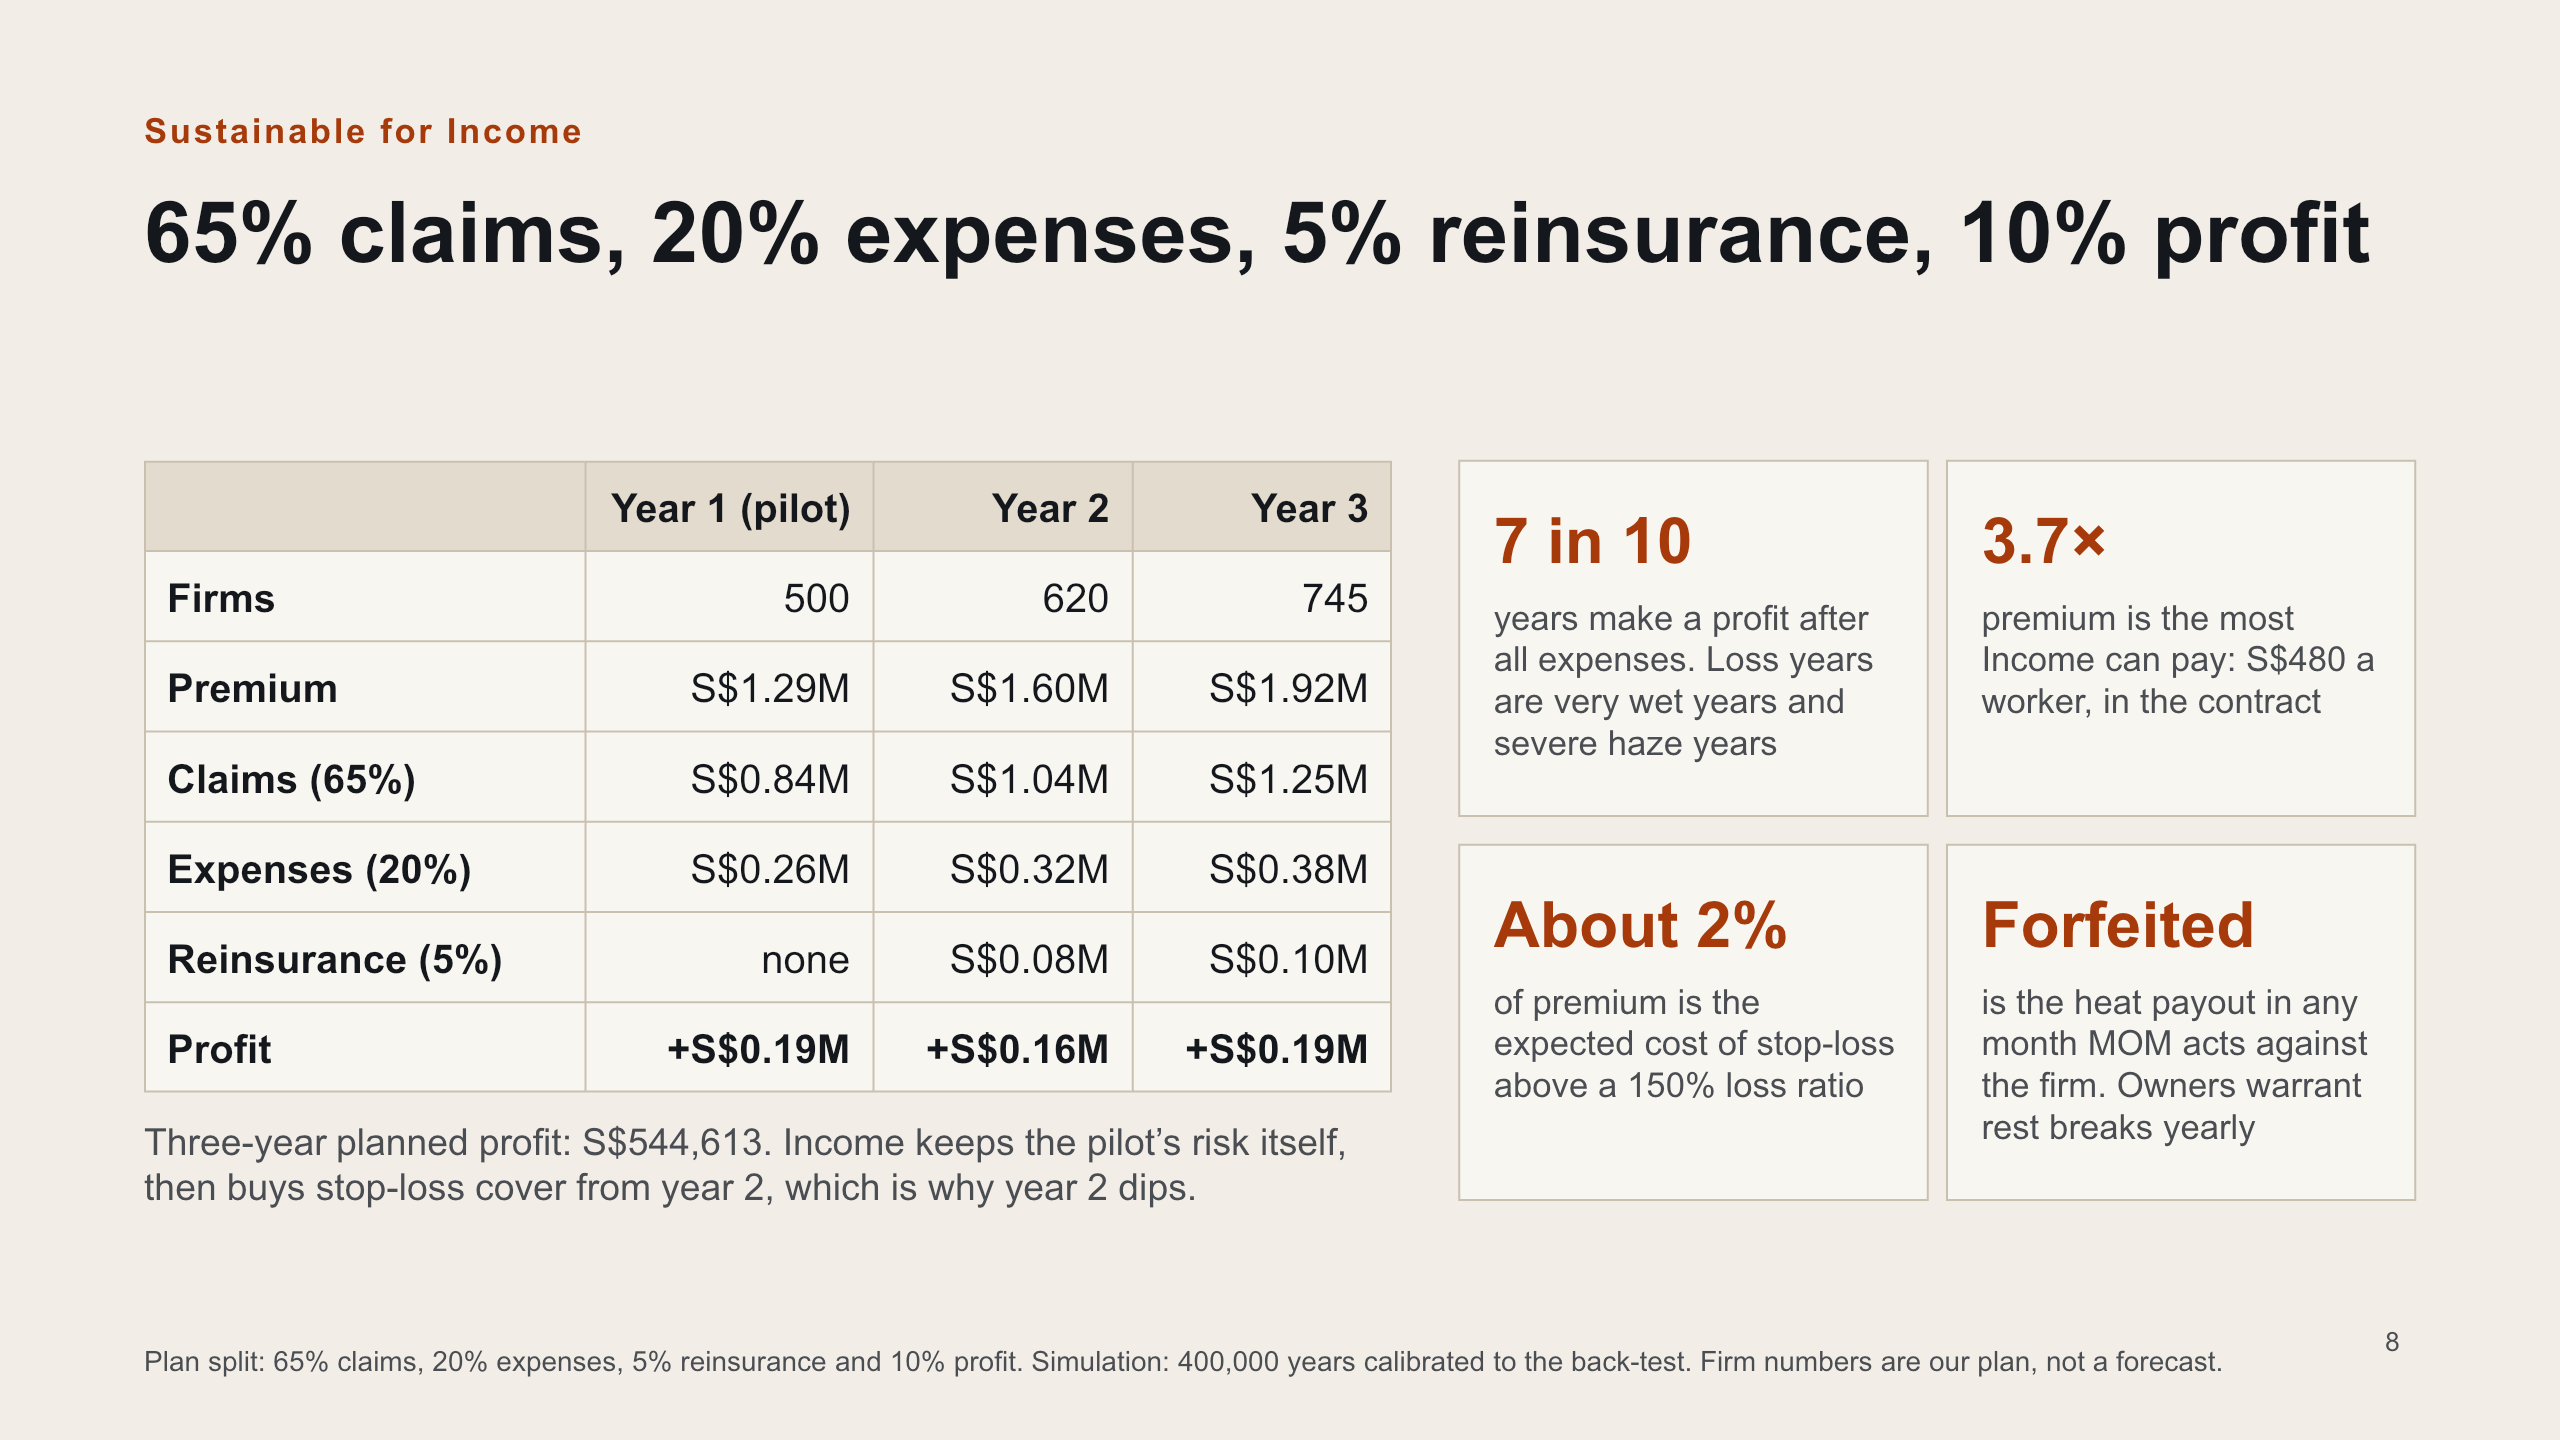 Sustainable for Income
65% claims, 20% expenses, 5% reinsurance, 10% profit
Year 1 (pilot) Year 2 Year 3
Firms 500 620 745
Premium S$1.29M S$1.60M S$1.92M
Claims (65%) S$0.84M S$1.04M S$1.25M
Expenses (20%) S$0.26M S$0.32M S$0.38M
Reinsurance (5%) none S$0.08M S$0.10M
Profit +S$0.19M +S$0.16M +S$0.19M
Three-year planned profit: S$544,613. Income keeps the pilot’s risk itself,
then buys stop-loss cover from year 2, which is why year 2 dips.
7 in 10
years make a profit after
all expenses. Loss years
are very wet years and
severe haze years
3.7×
premium is the most
Income can pay: S$480 a
worker, in the contract
About 2%
of premium is the
expected cost of stop-loss
above a 150% loss ratio
Forfeited
is the heat payout in any
month MOM acts against
the firm. Owners warrant
rest breaks yearly
Plan split: 65% claims, 20% expenses, 5% reinsurance and 10% profit. Simulation: 400,000 years calibrated to the back-test. Firm numbers are our plan, not a forecast.
8